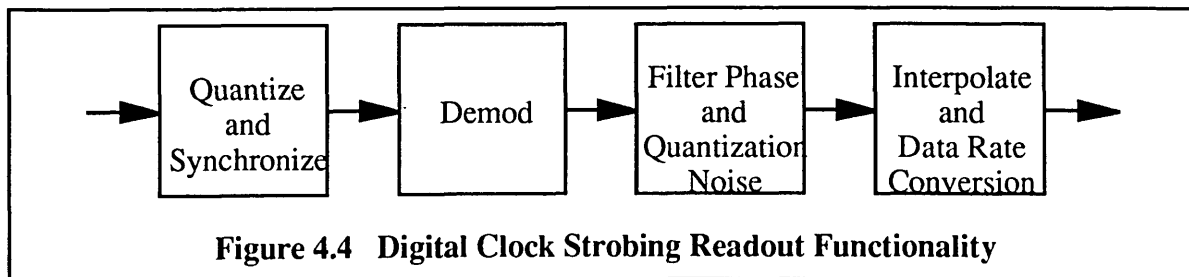 Quantize
and
Synchronize
Demod
Filter Phase
and
Quantization
Noise
Interpolate
and
Data Rate
Conversion
Figure 4.4 Digital Clock Strobing Readout Functionality